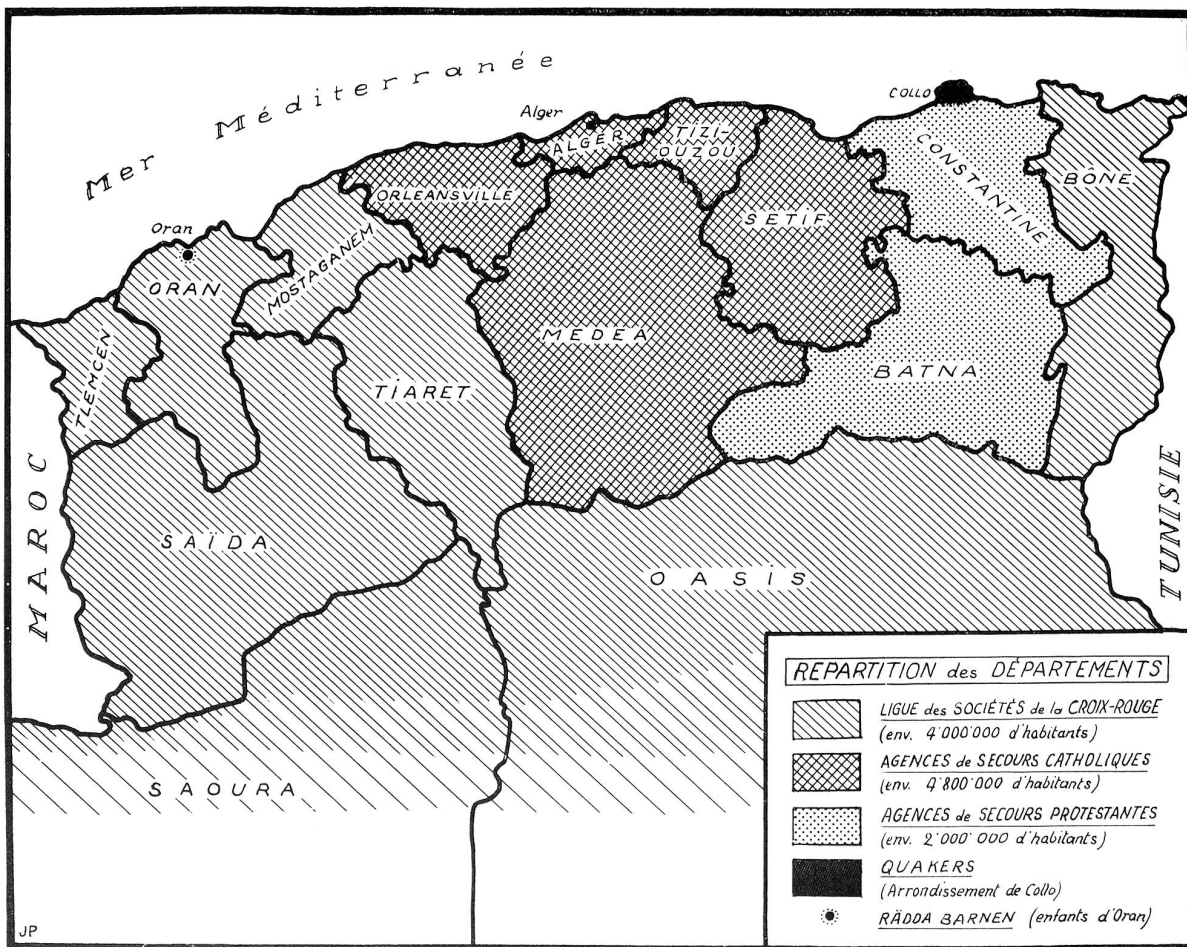 Mer Méditerranée
COLLO
Alger
ALGER
TIZI-
OUZOU
CONSTANTINE
BÔNE
ORLEANSVILLE
SETIF
Oran
MOSTAGANEM
ORAN
MEDEA
TLEMCEN
TIARET
BATNA
MAROC
SAÏDA
OASIS
TUNISIE
SAOURA
REPARTITION des DÉPARTEMENTS
LIGUE des SOCIÉTÉS de la CROIX-ROUGE
(env. 4'000'000 d'habitants)
AGENCES de SECOURS CATHOLIQUES
(env. 4'800'000 d'habitants)
AGENCES de SECOURS PROTESTANTES
(env. 2'000'000 d'habitants)
QUAKERS
(Arrondissement de Collo)
RÄDDA BARNEN (enfants d'Oran)
JP